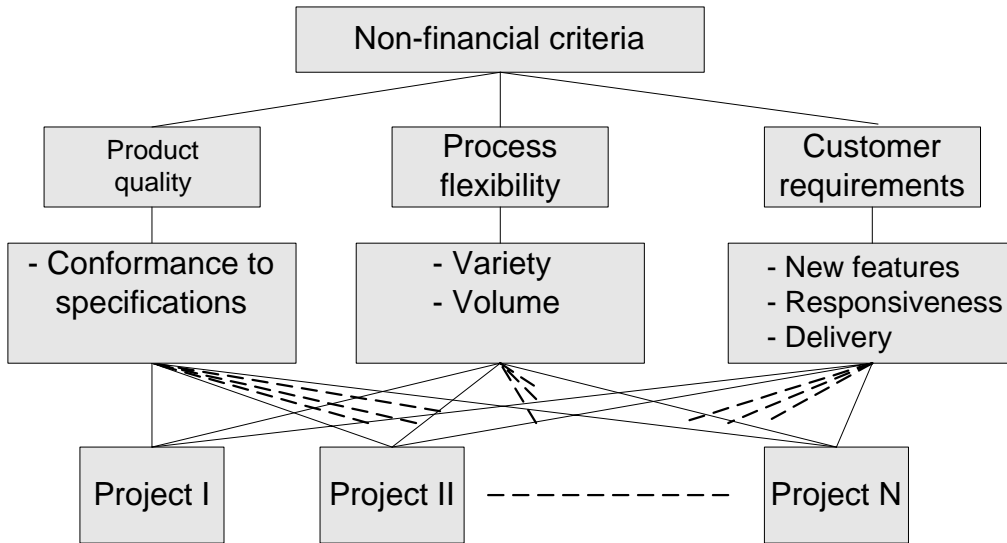 Non-financial criteria
Product
quality
Process
flexibility
Customer
requirements
- Conformance to
specifications
- Variety
- Volume
- New features
- Responsiveness
- Delivery
Project I
Project II
Project N